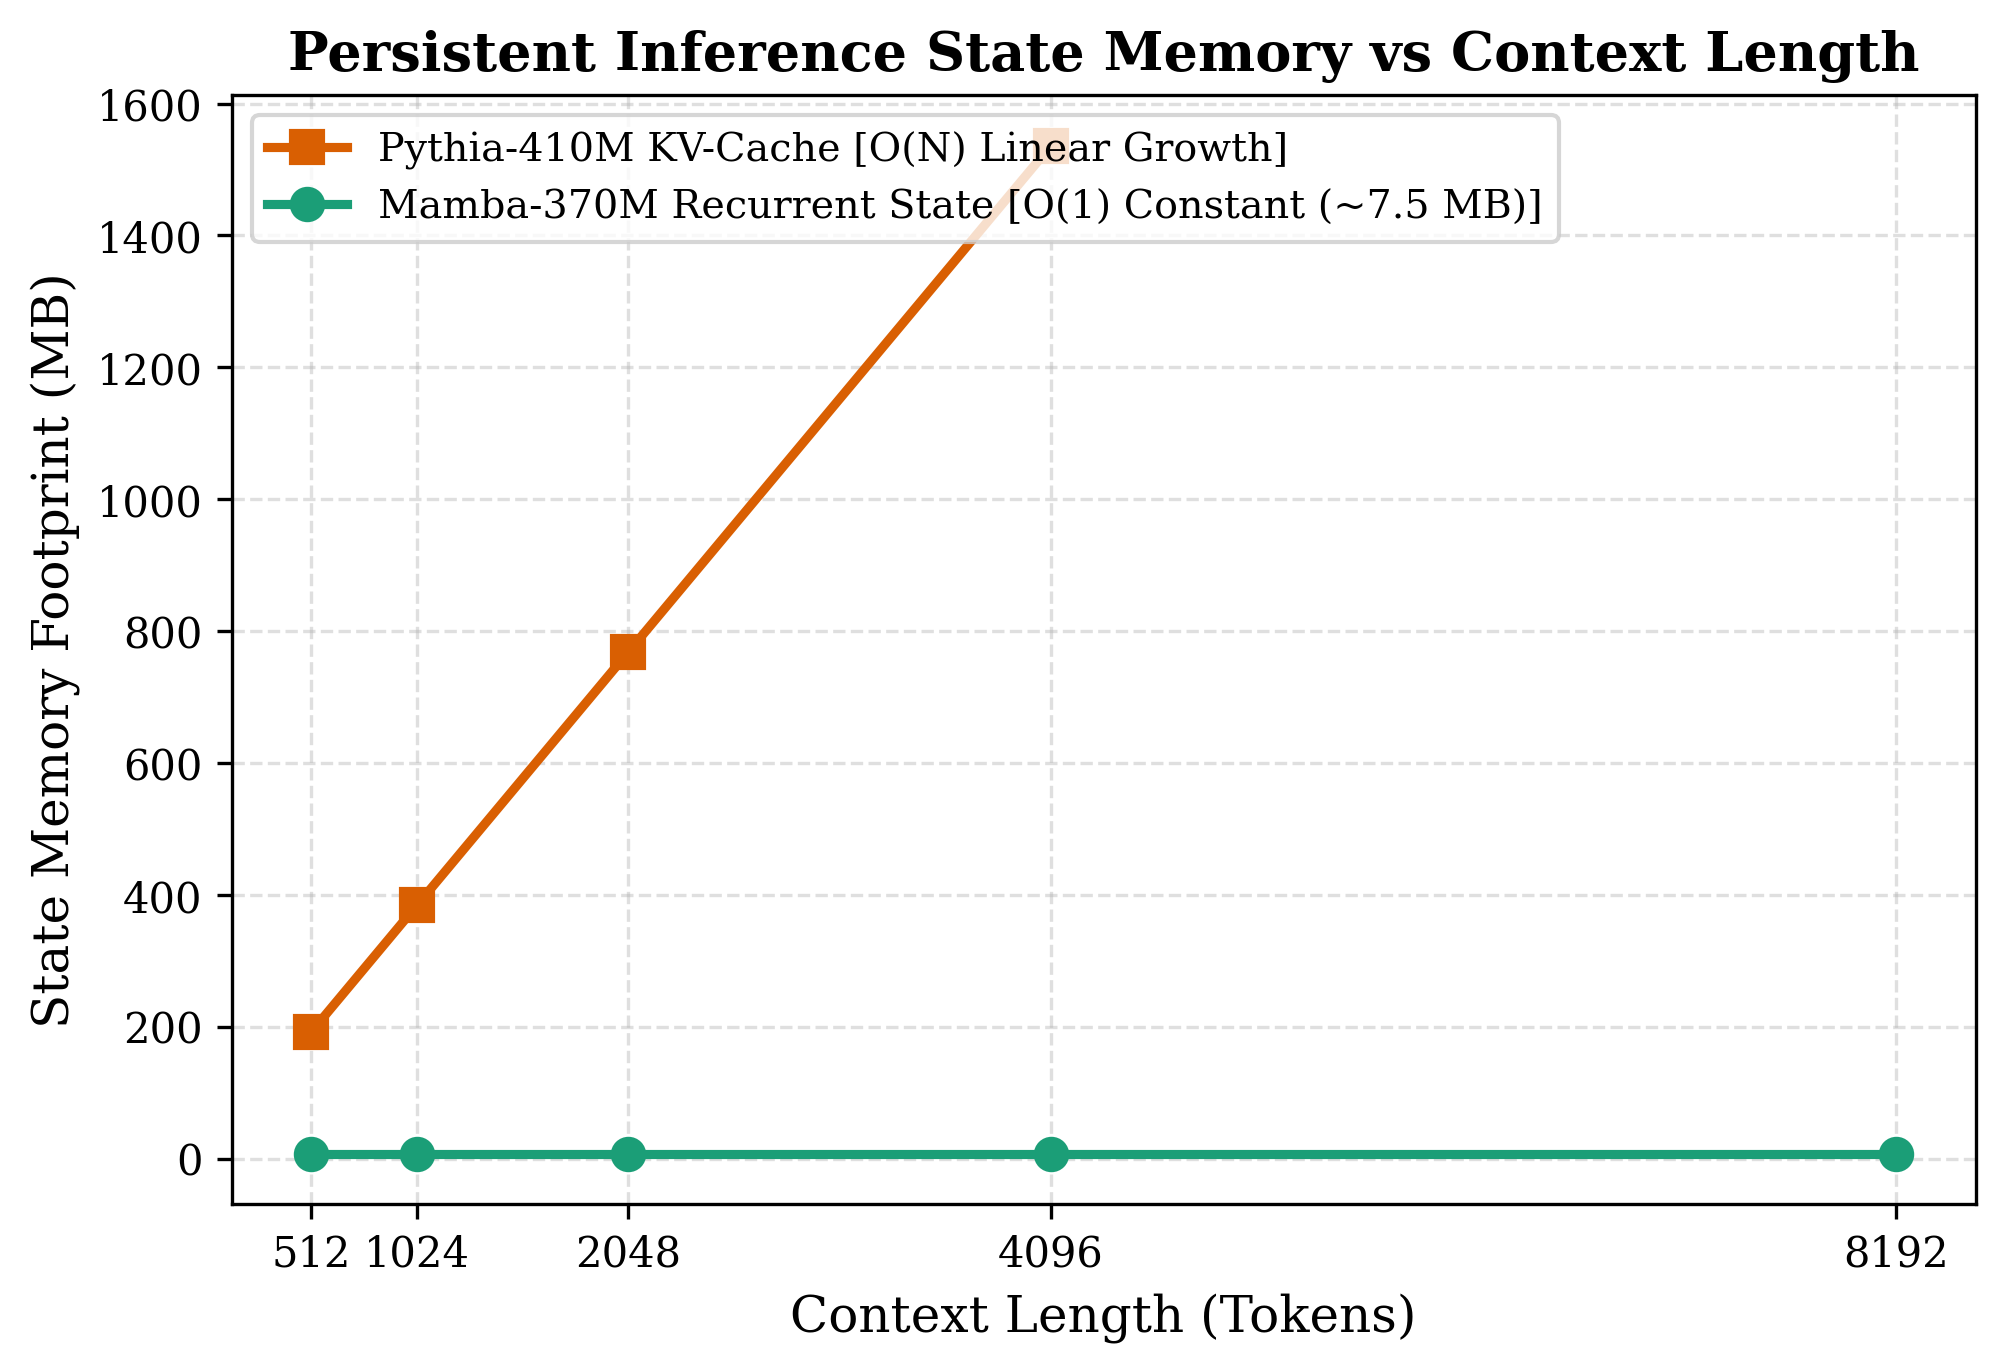 Persistent Inference State Memory vs Context Length
Pythia-410M KV-Cache [O(N) Linear Growth]
Mamba-370M Recurrent State [O(1) Constant (~7.5 MB)]
State Memory Footprint (MB)
1600
1400
1200
1000
800
600
400
200
0
512 1024 2048 4096 8192
Context Length (Tokens)